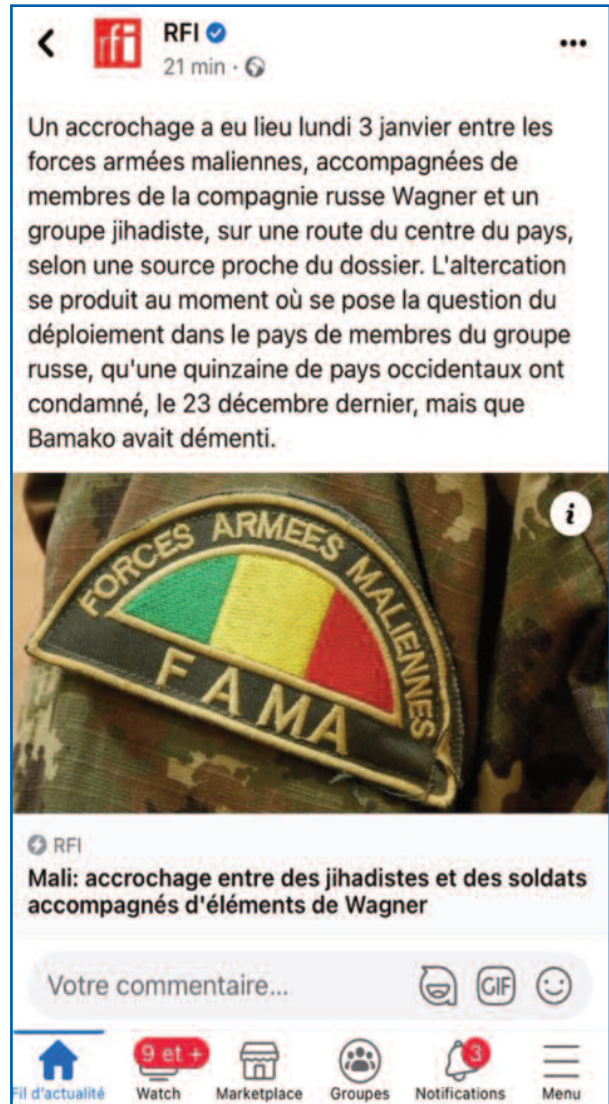 rfi
RFI
21 min ·
Un accrochage a eu lieu lundi 3 janvier entre les
forces armées maliennes, accompagnées de
membres de la compagnie russe Wagner et un
groupe jihadiste, sur une route du centre du pays,
selon une source proche du dossier. L'altercation
se produit au moment où se pose la question du
déploiement dans le pays de membres du groupe
russe, qu'une quinzaine de pays occidentaux ont
condamné, le 23 décembre dernier, mais que
Bamako avait démenti.
i
FORCES ARMEES MALIENNES
FAMA
RFI
Mali: accrochage entre des jihadistes et des soldats
accompagnés d'éléments de Wagner
Votre commentaire...
GIF
9 et +
3
Fil d'actualité Watch Marketplace Groupes Notifications Menu